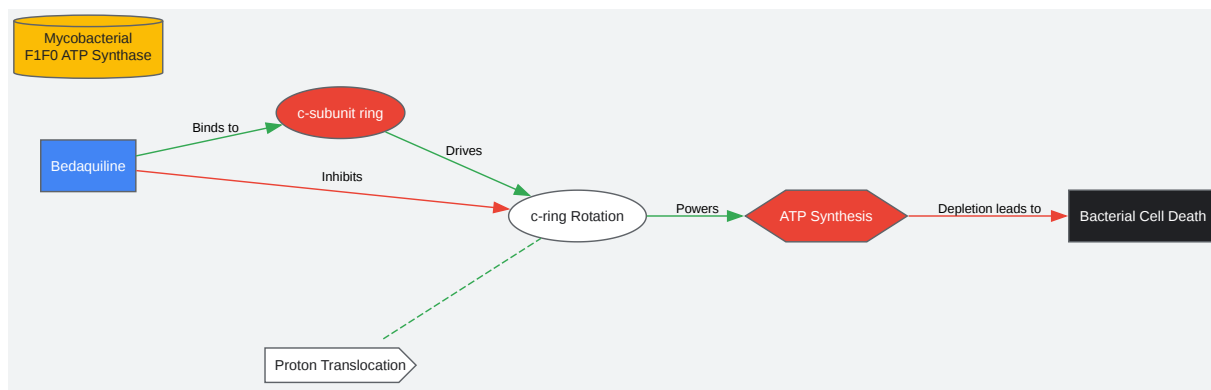 Mycobacterial
F1F0 ATP Synthase
c-subunit ring
Binds to
Bedaquiline
Drives
Inhibits
c-ring Rotation
Powers
ATP Synthesis
Depletion leads to
Bacterial Cell Death
Proton Translocation